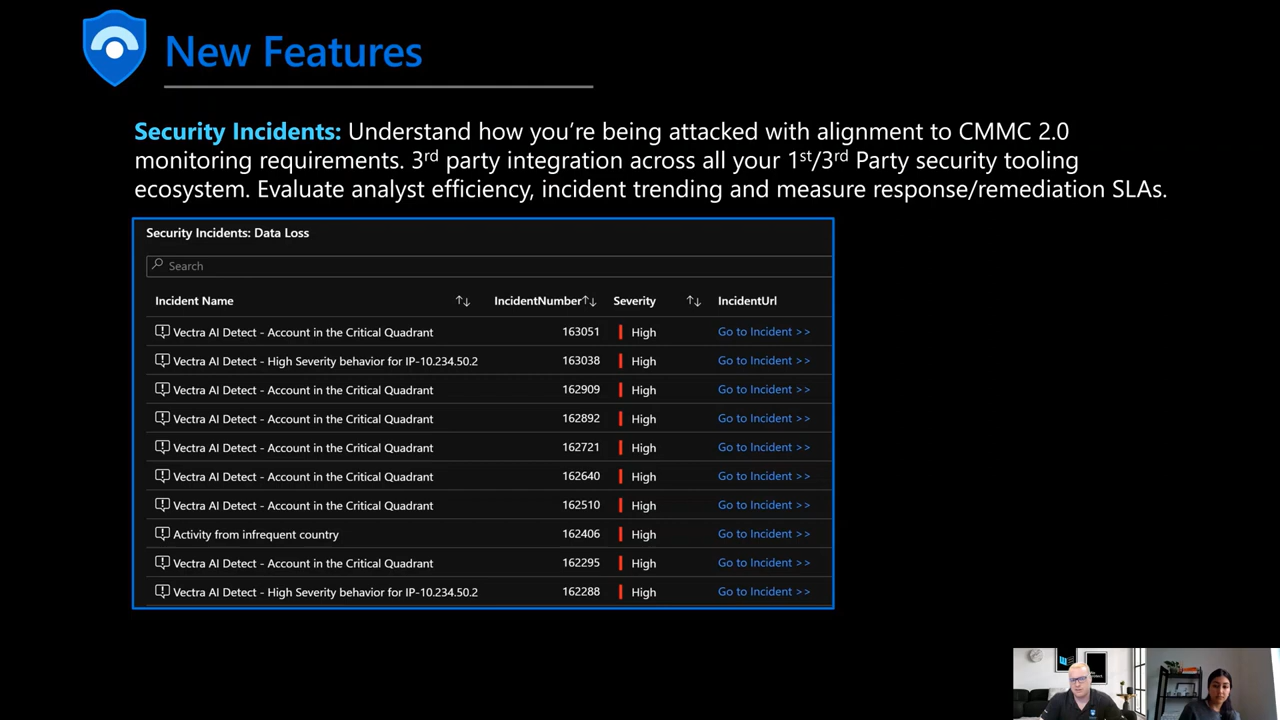 New Features
Security Incidents: Understand how you’re being attacked with alignment to CMMC 2.0
monitoring requirements. 3rd party integration across all your 1st/3rd Party security tooling
ecosystem. Evaluate analyst efficiency, incident trending and measure response/remediation SLAs.
Security Incidents: Data Loss
Search
Incident Name IncidentNumber Severity IncidentUrl
Vectra AI Detect - Account in the Critical Quadrant 163051 High Go to Incident >>
Vectra AI Detect - High Severity behavior for IP-10.234.50.2 163038 High Go to Incident >>
Vectra AI Detect - Account in the Critical Quadrant 162909 High Go to Incident >>
Vectra AI Detect - Account in the Critical Quadrant 162892 High Go to Incident >>
Vectra AI Detect - Account in the Critical Quadrant 162721 High Go to Incident >>
Vectra AI Detect - Account in the Critical Quadrant 162640 High Go to Incident >>
Vectra AI Detect - Account in the Critical Quadrant 162510 High Go to Incident >>
Activity from infrequent country 162406 High Go to Incident >>
Vectra AI Detect - Account in the Critical Quadrant 162295 High Go to Incident >>
Vectra AI Detect - High Severity behavior for IP-10.234.50.2 162288 High Go to Incident >>